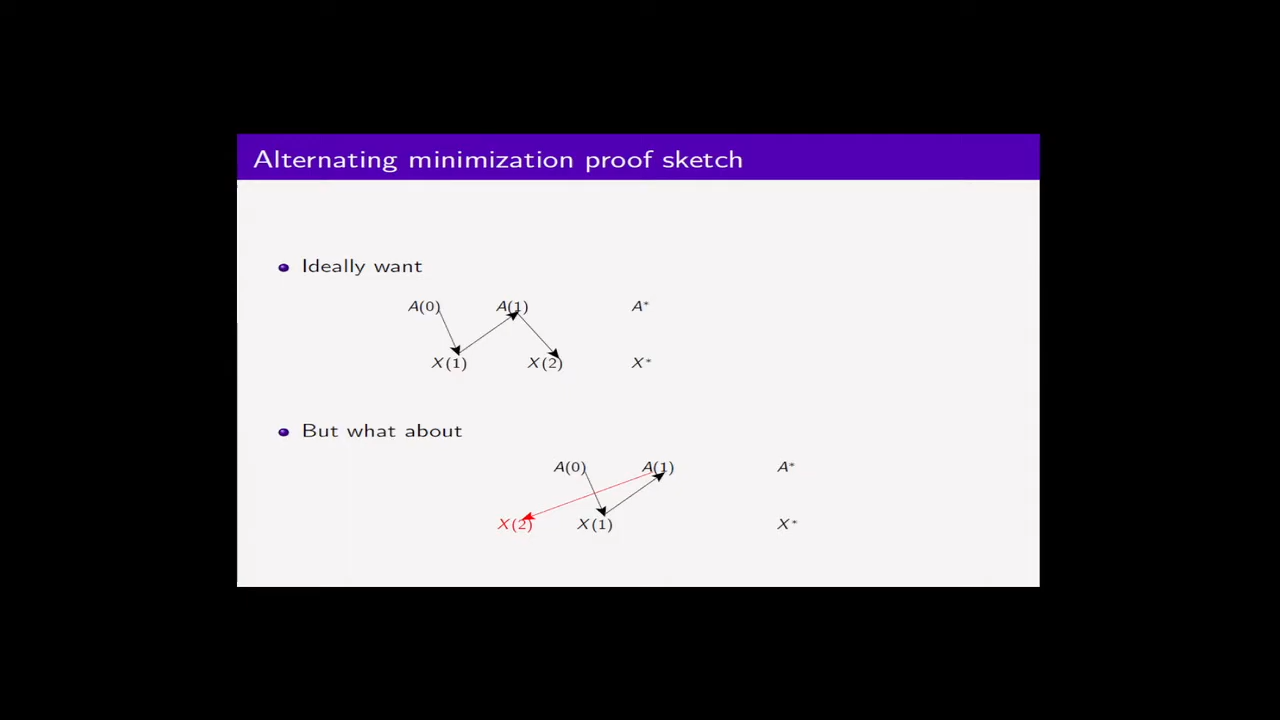 Alternating minimization proof sketch
Ideally want
A(0) A(1) A*
X(1) X(2) X*
But what about
A(0) A(1) A*
X(2) X(1) X*